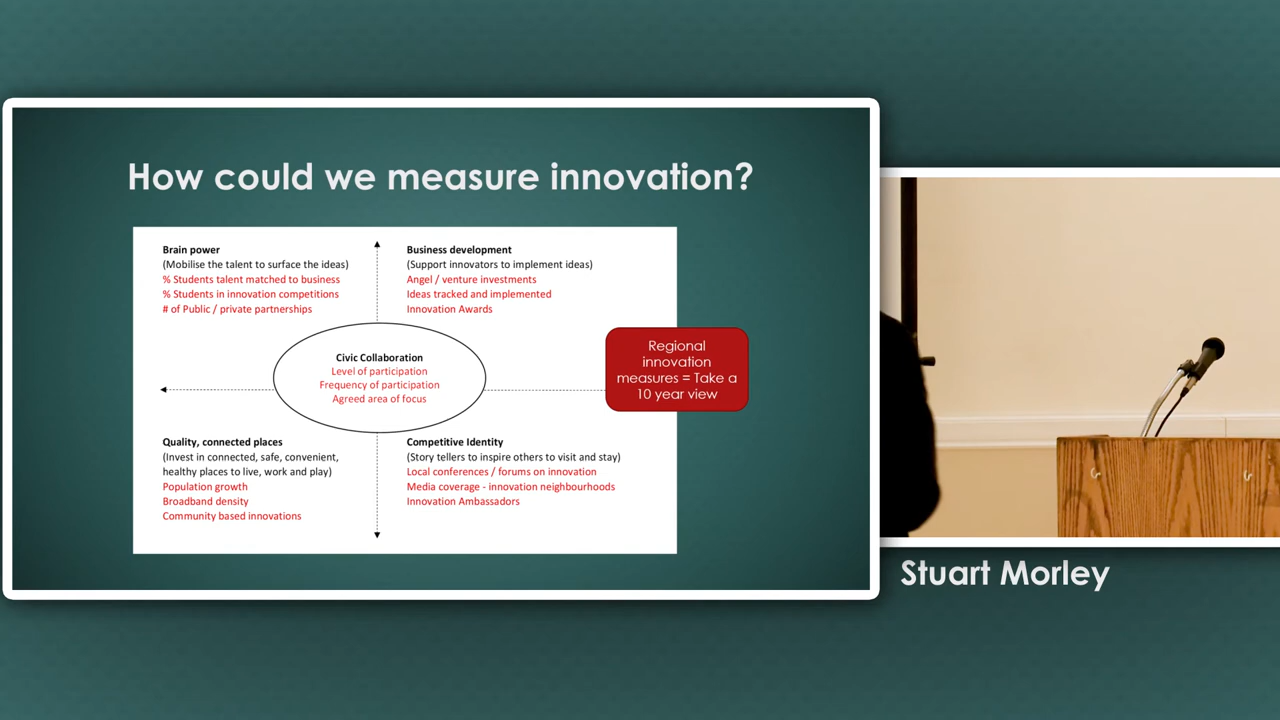 How could we measure innovation?
Brain power
(Mobilise the talent to surface the ideas)
% Students talent matched to business
% Students in innovation competitions
# of Public / private partnerships
Business development
(Support innovators to implement ideas)
Angel / venture investments
Ideas tracked and implemented
Innovation Awards
Civic Collaboration
Level of participation
Frequency of participation
Agreed area of focus
Regional
innovation
measures = Take a
10 year view
Quality, connected places
(Invest in connected, safe, convenient,
healthy places to live, work and play)
Population growth
Broadband density
Community based innovations
Competitive Identity
(Story tellers to inspire others to visit and stay)
Local conferences / forums on innovation
Media coverage - innovation neighbourhoods
Innovation Ambassadors
Stuart Morley